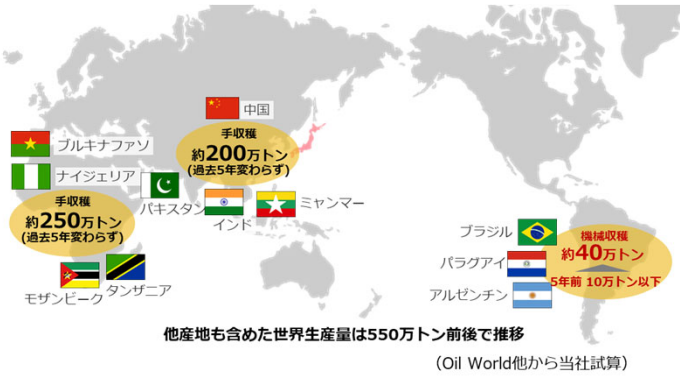 中国
手収穫
約200万トン
(過去5年変わらず)
ブルキナファソ
ナイジェリア
手収穫
約250万トン
(過去5年変わらず)
パキスタン
インド
ミャンマー
モザンビーク
タンザニア
ブラジル
パラグアイ
アルゼンチン
機械収穫
約40万トン
5年前 10万トン以下
他産地も含めた世界生産量は550万トン前後で推移
(Oil World他から当社試算)